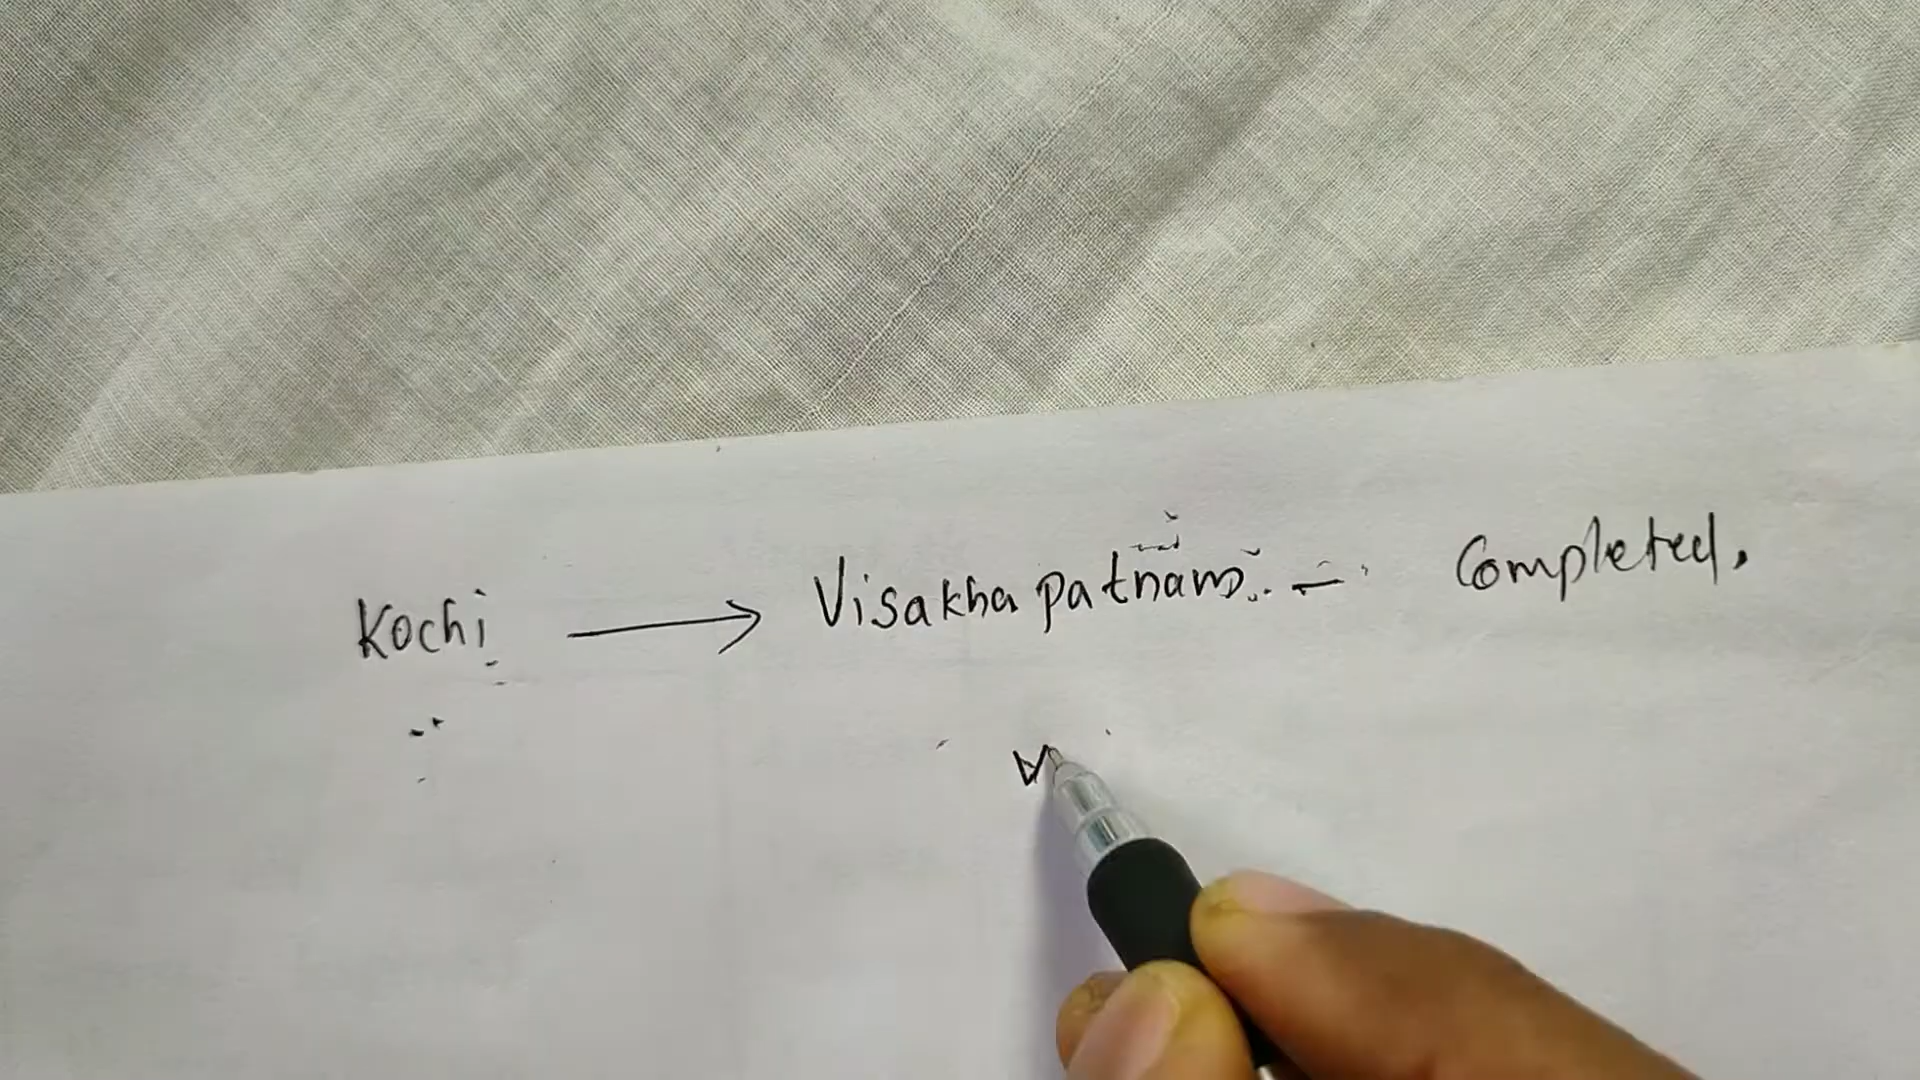 Kochi → Visakhapatnam. – Completed.